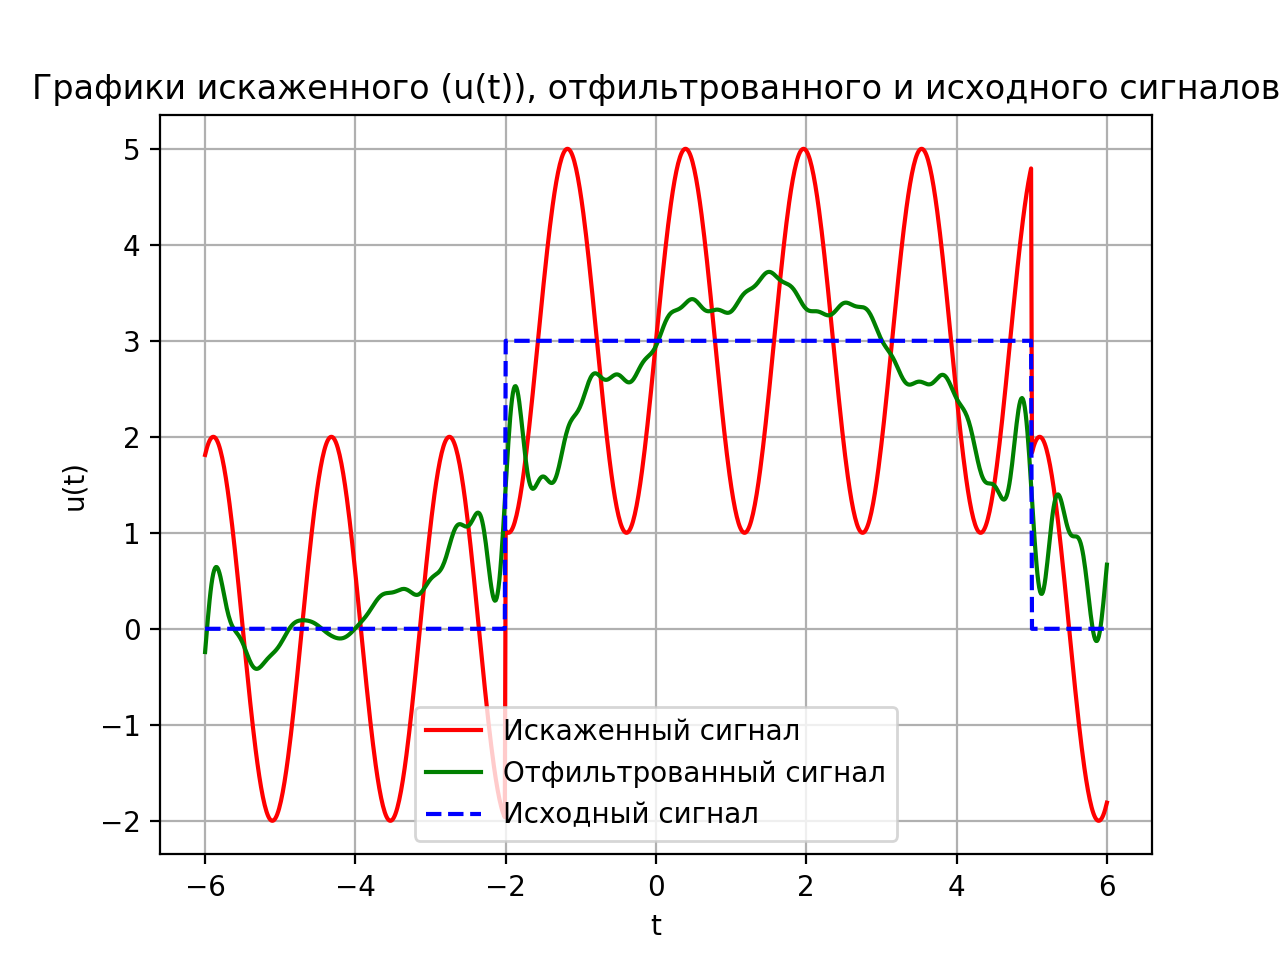 Графики искаженного (u(t)), отфильтрованного и исходного сигналов
5
4
3
2
1
0
−1
−2
u(t)
Искаженный сигнал
Отфильтрованный сигнал
Исходный сигнал
−6 −4 −2 0 2 4 6
t